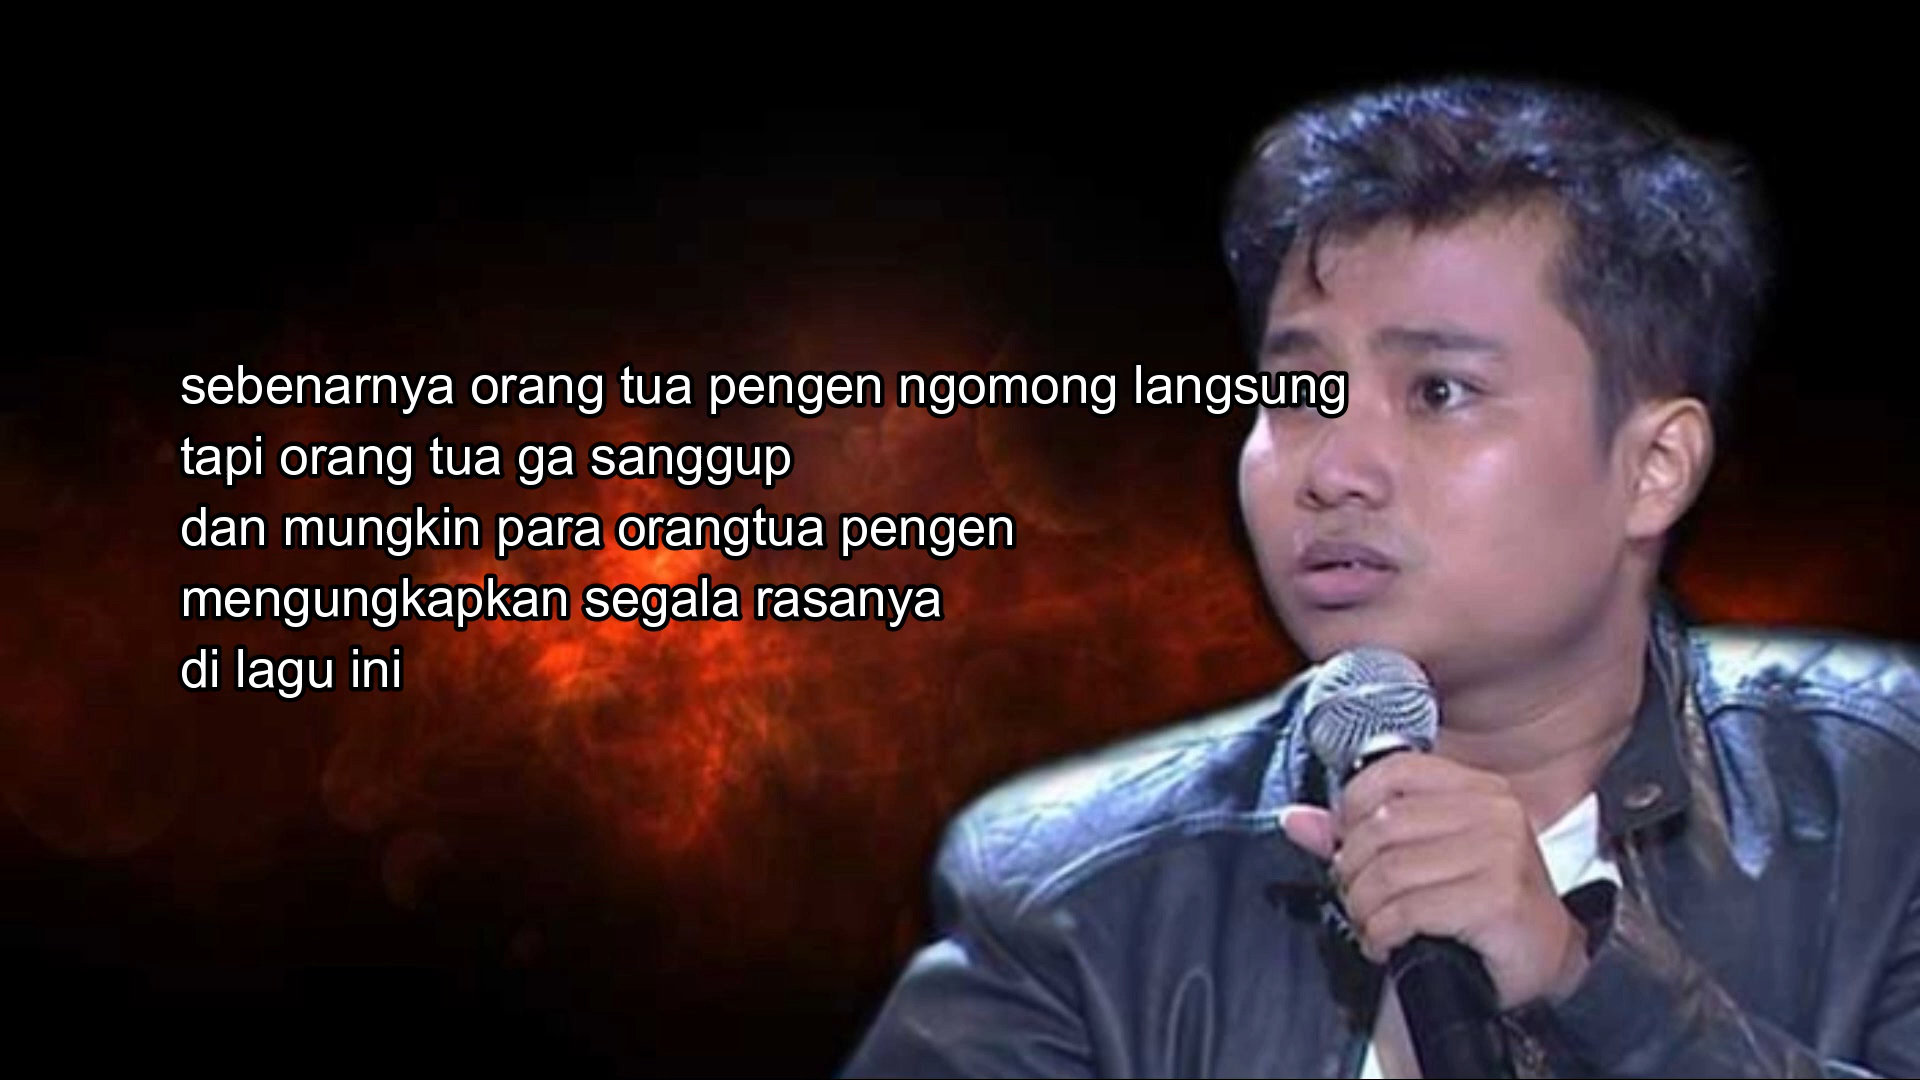 sebenarnya orang tua pengen ngomong langsung
tapi orang tua ga sanggup
dan mungkin para orangtua pengen
mengungkapkan segala rasanya
di lagu ini